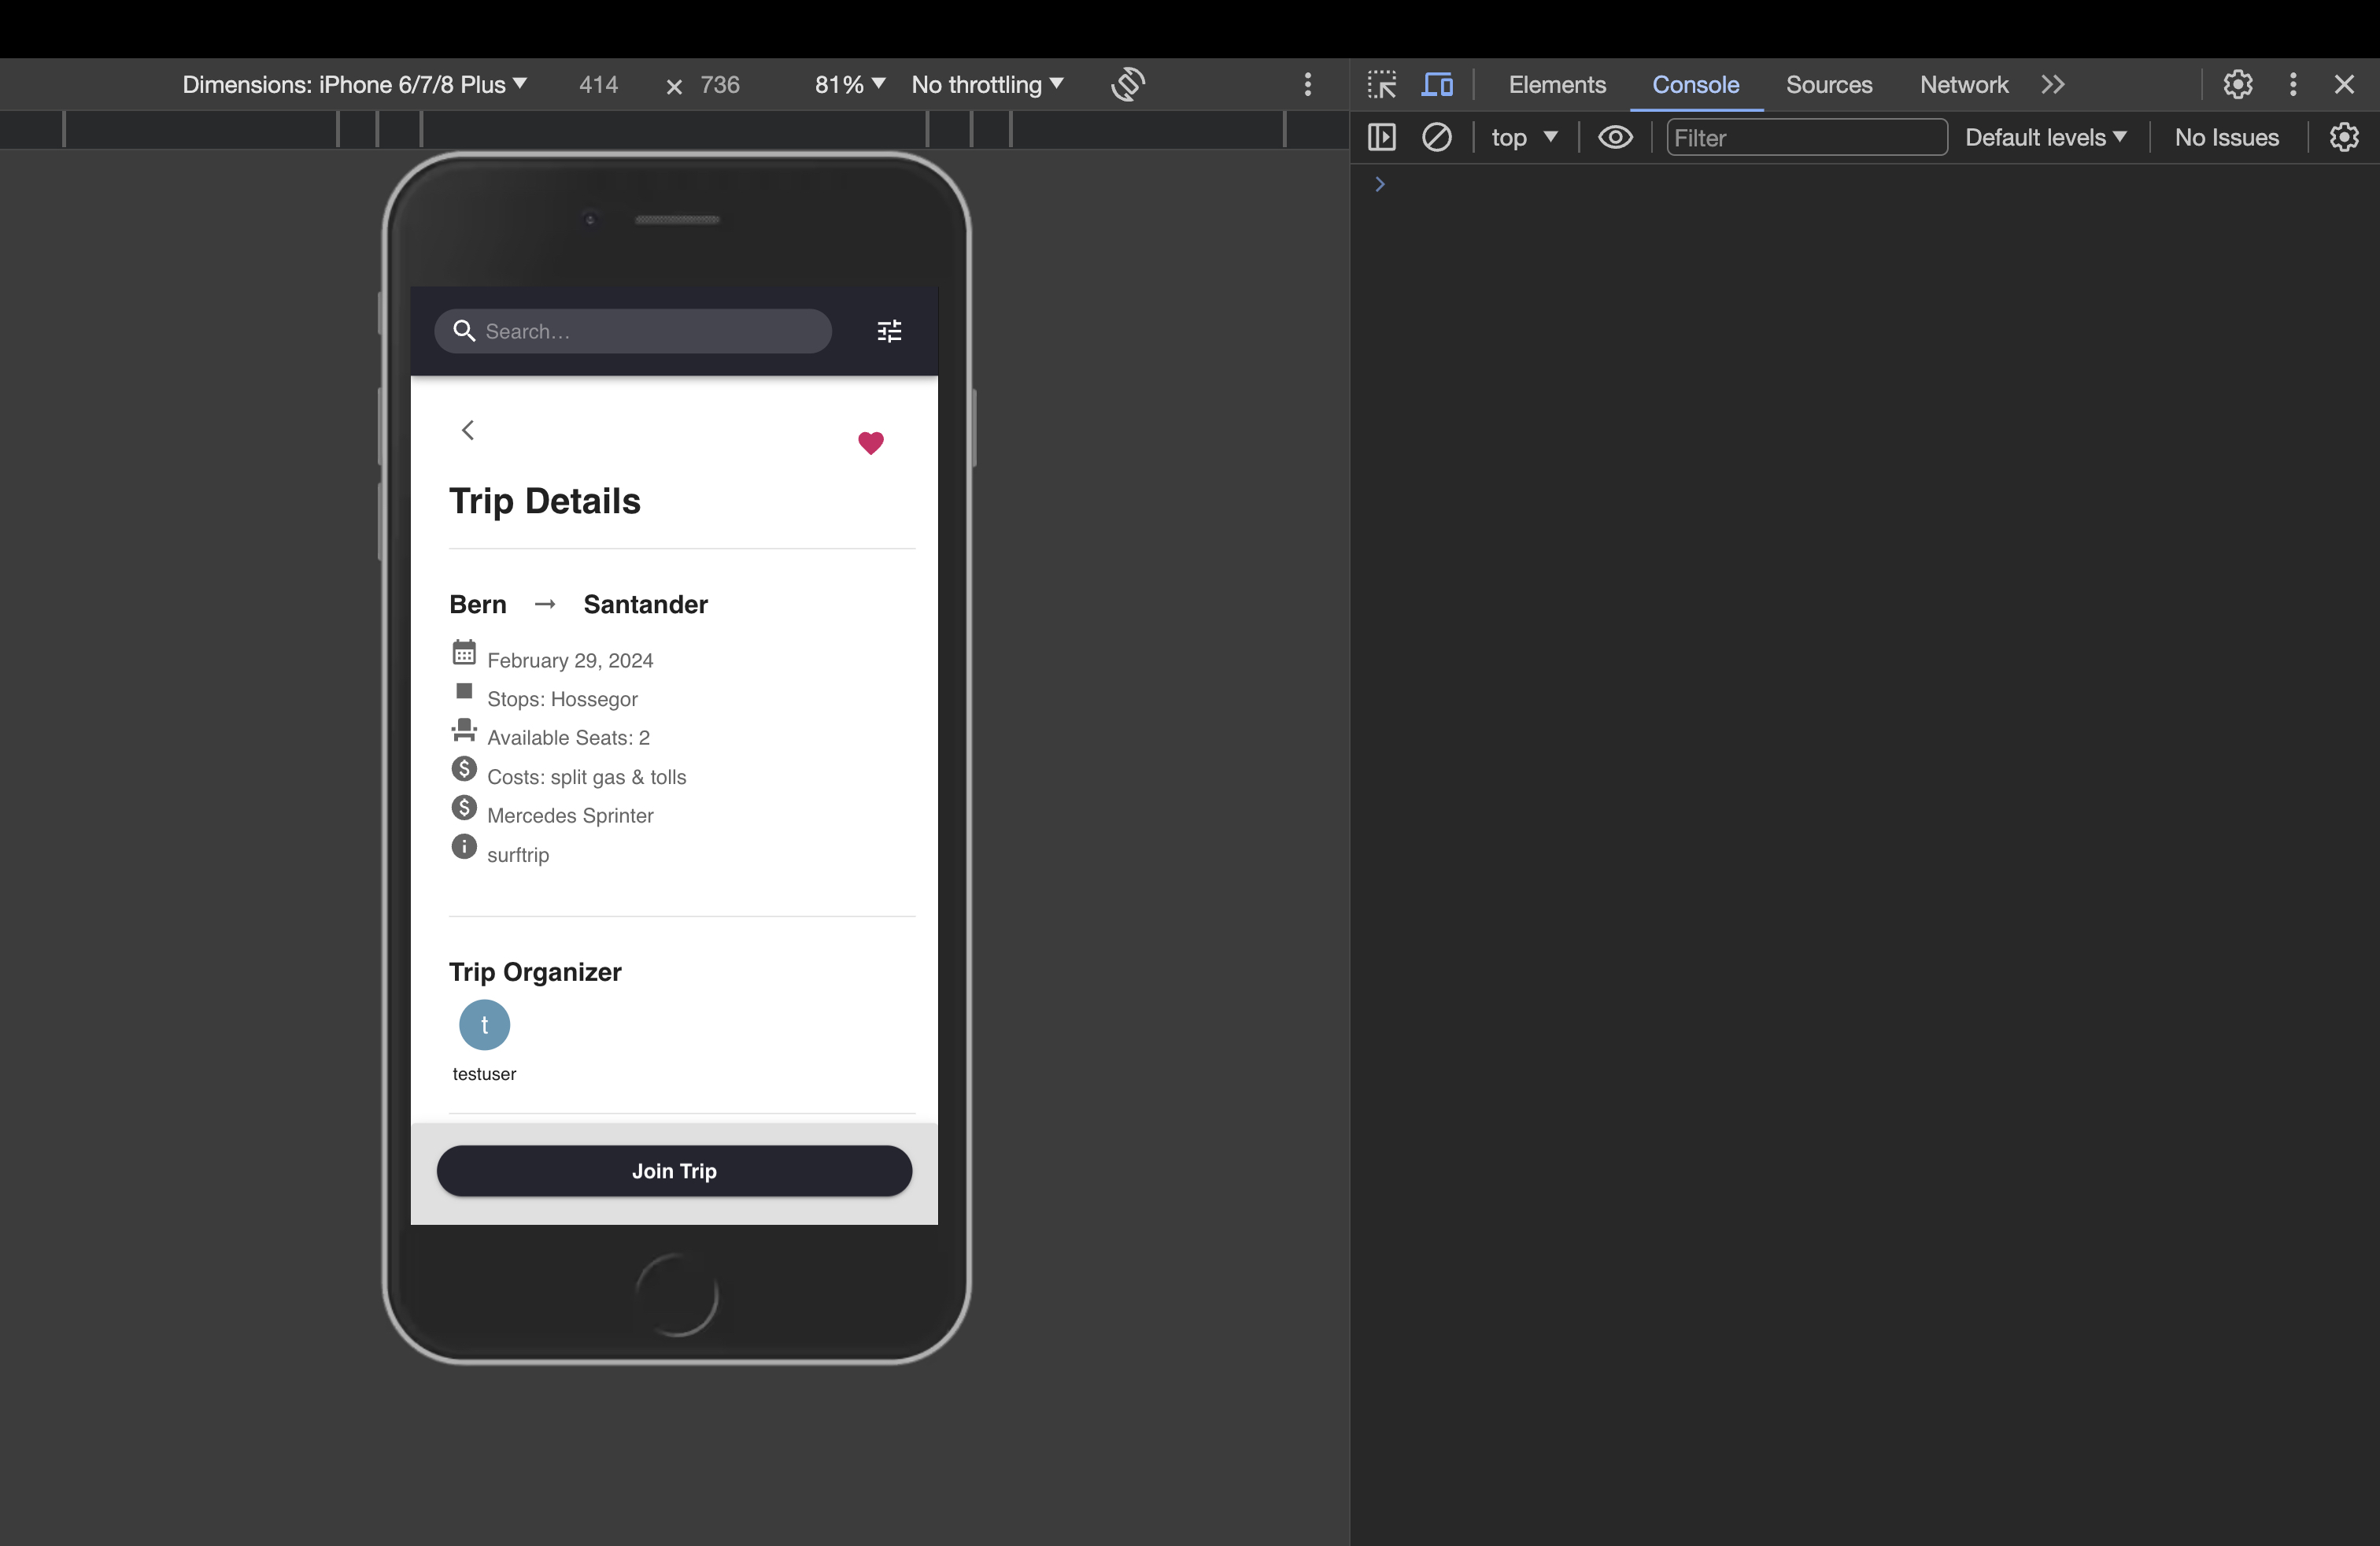 Dimensions: iPhone 6/7/8 Plus 414 × 736 81% No throttling
Elements Console Sources Network
top Filter Default levels No Issues
Search…
Trip Details
Bern → Santander
February 29, 2024
Stops: Hossegor
Available Seats: 2
$ Costs: split gas & tolls
$ Mercedes Sprinter
i surftrip
Trip Organizer
t
testuser
Join Trip